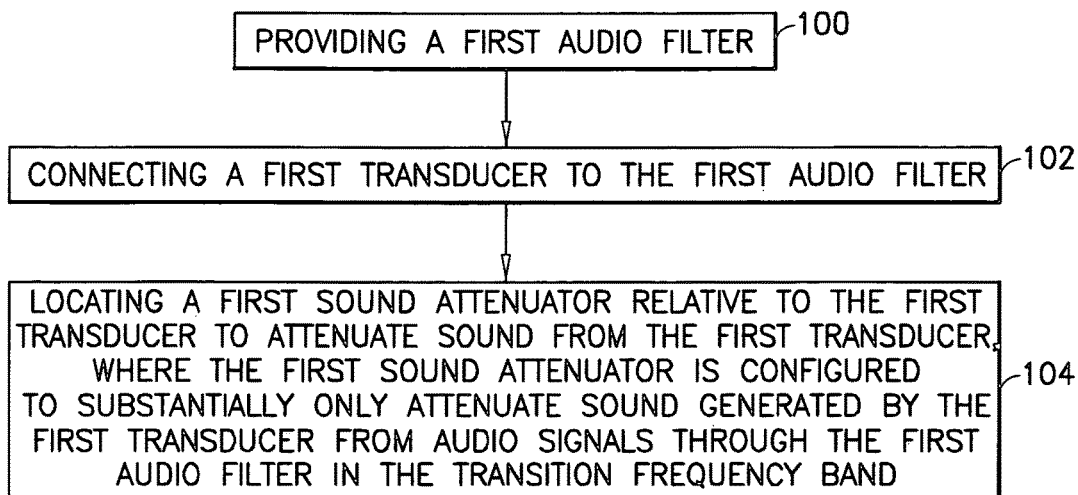 PROVIDING A FIRST AUDIO FILTER
100
CONNECTING A FIRST TRANSDUCER TO THE FIRST AUDIO FILTER
102
LOCATING A FIRST SOUND ATTENUATOR RELATIVE TO THE FIRST
TRANSDUCER TO ATTENUATE SOUND FROM THE FIRST TRANSDUCER,
WHERE THE FIRST SOUND ATTENUATOR IS CONFIGURED
TO SUBSTANTIALLY ONLY ATTENUATE SOUND GENERATED BY THE
FIRST TRANSDUCER FROM AUDIO SIGNALS THROUGH THE FIRST
AUDIO FILTER IN THE TRANSITION FREQUENCY BAND
104